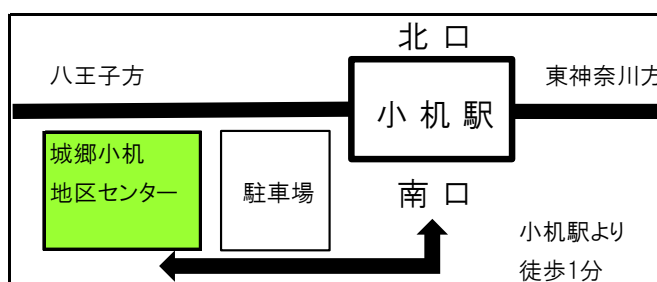 北口
八王子方
東神奈川方
小机駅
城郷小机
地区センター
駐車場
南口
小机駅より
徒歩1分